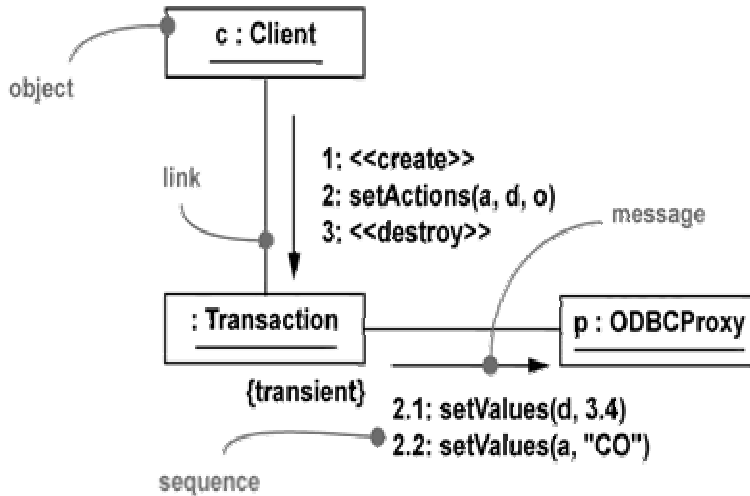 c : Client
object
1: <<create>>
link
2: setActions(a, d, o)
message
3: <<destroy>>
: Transaction
p : ODBCProxy
{transient}
2.1: setValues(d, 3.4)
2.2: setValues(a, "CO")
sequence